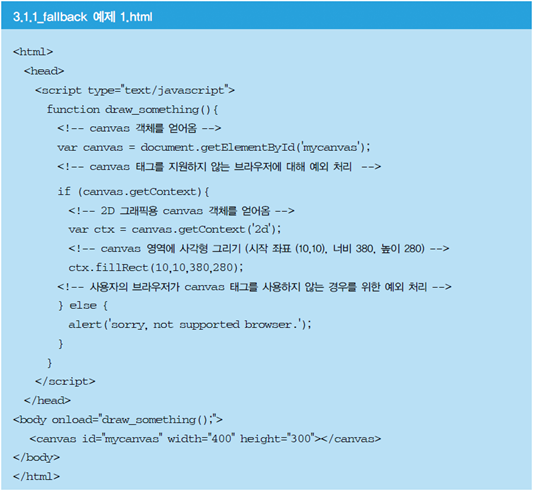 3.1.1_fallback 예제 1.html
<html>
<head>
<script type="text/javascript">
function draw_something(){
<!-- canvas 객체를 얻어옴 -->
var canvas = document.getElementById('mycanvas');
<!-- canvas 태그를 지원하지 않는 브라우저에 대해 예외 처리 -->
if (canvas.getContext){
<!-- 2D 그래픽용 canvas 객체를 얻어옴 -->
var ctx = canvas.getContext('2d');
<!-- canvas 영역에 사각형 그리기 (시작 좌표 (10,10), 너비 380, 높이 280) -->
ctx.fillRect(10,10,380,280);
<!-- 사용자의 브라우저가 canvas 태그를 사용하지 않는 경우를 위한 예외 처리 -->
} else {
alert('sorry, not supported browser.');
}
}
</script>
</head>
<body onload="draw_something();">
<canvas id="mycanvas" width="400" height="300"></canvas>
</body>
</html>